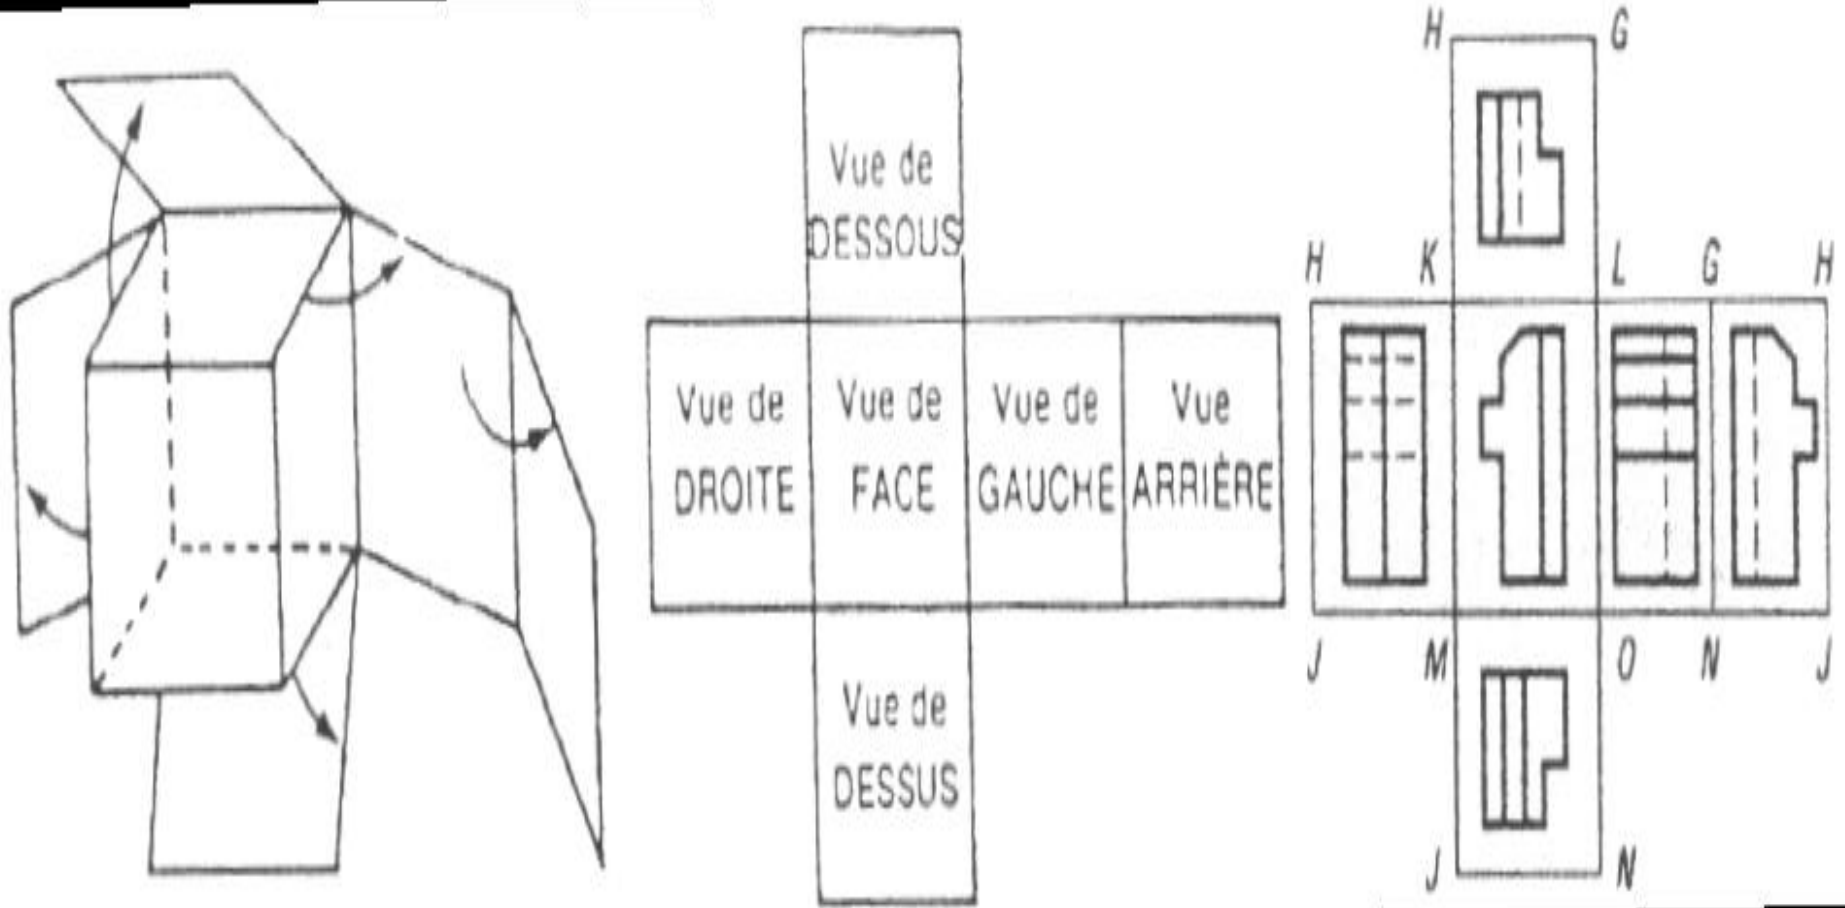 Vue de
DESSOUS
Vue de
DROITE
Vue de
FACE
Vue de
GAUCHE
Vue
ARRIÈRE
Vue de
DESSUS
H G
H K L G H
J M O N J
J N